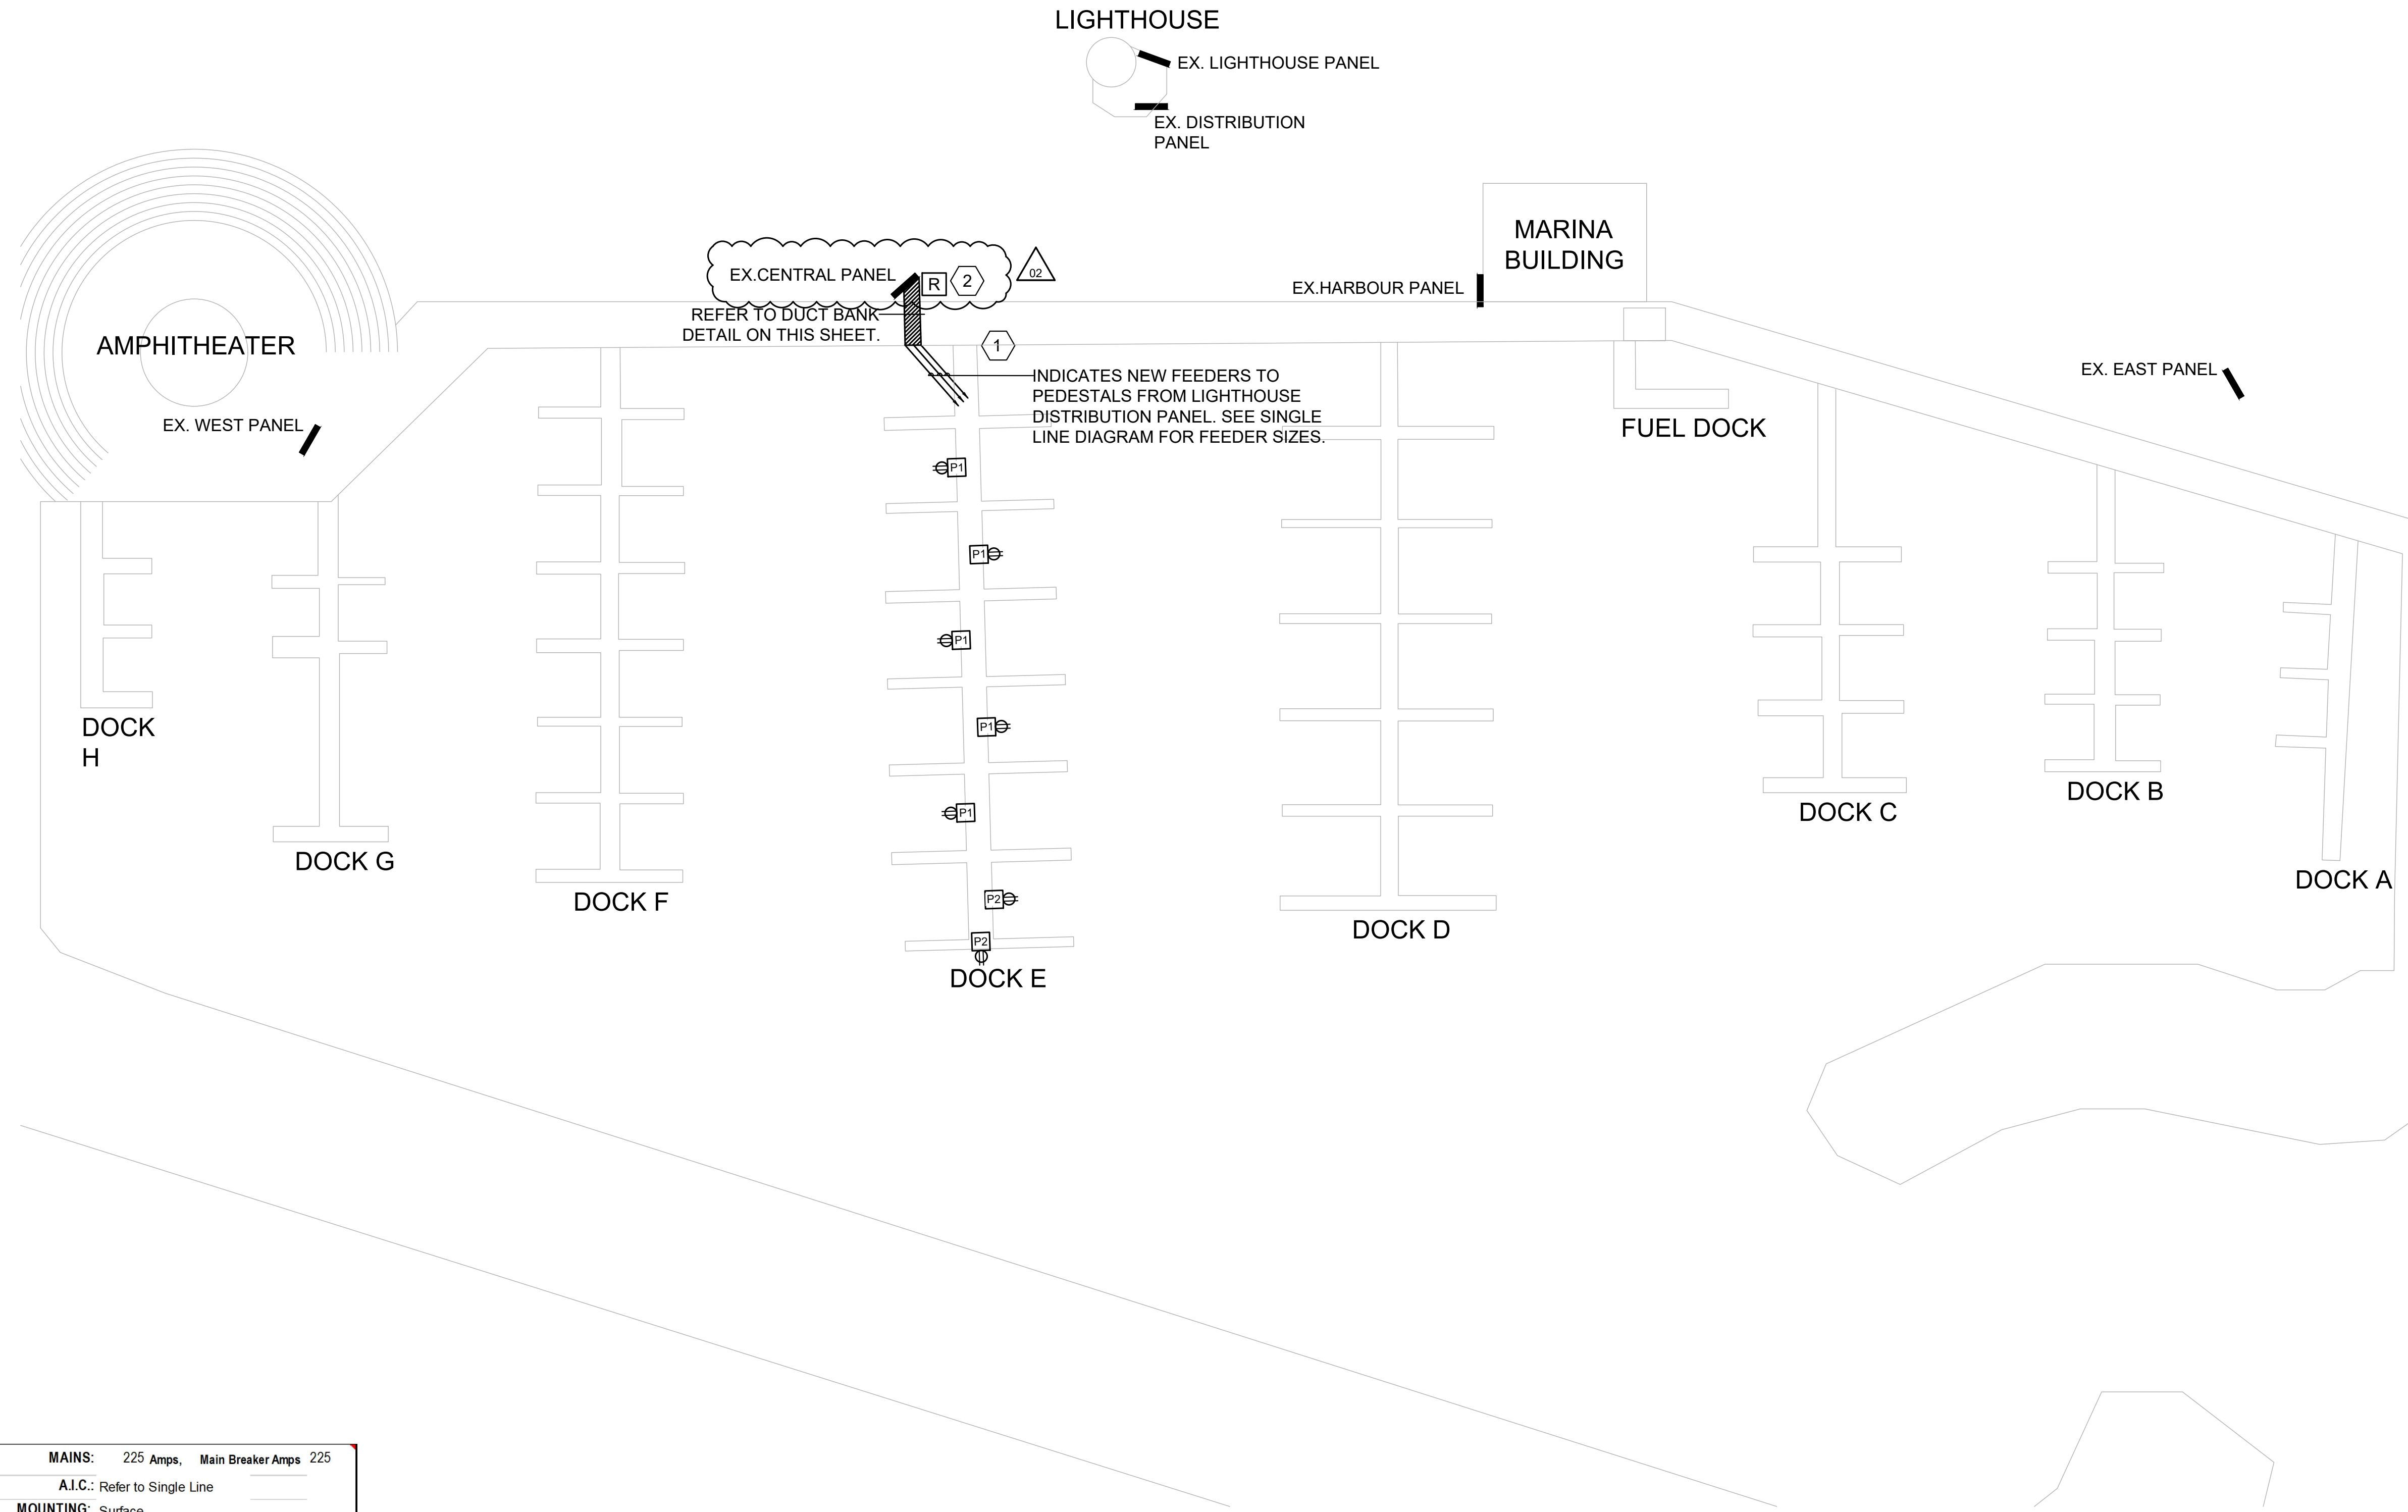 LIGHTHOUSE
EX. LIGHTHOUSE PANEL
EX. DISTRIBUTION
PANEL
MARINA
BUILDING
EX.CENTRAL PANEL
R
2
02
EX.HARBOUR PANEL
REFER TO DUCT BANK
DETAIL ON THIS SHEET.
1
AMPHITHEATER
INDICATES NEW FEEDERS TO
PEDESTALS FROM LIGHTHOUSE
DISTRIBUTION PANEL. SEE SINGLE
LINE DIAGRAM FOR FEEDER SIZES.
EX. EAST PANEL
EX. WEST PANEL
FUEL DOCK
P1
P1
P1
P1
P1
P2
P2
DOCK
H
DOCK G
DOCK F
DOCK E
DOCK D
DOCK C
DOCK B
DOCK A
MAINS: 225 Amps, Main Breaker Amps 225
A.I.C.: Refer to Single Line
MOUNTING: Surface